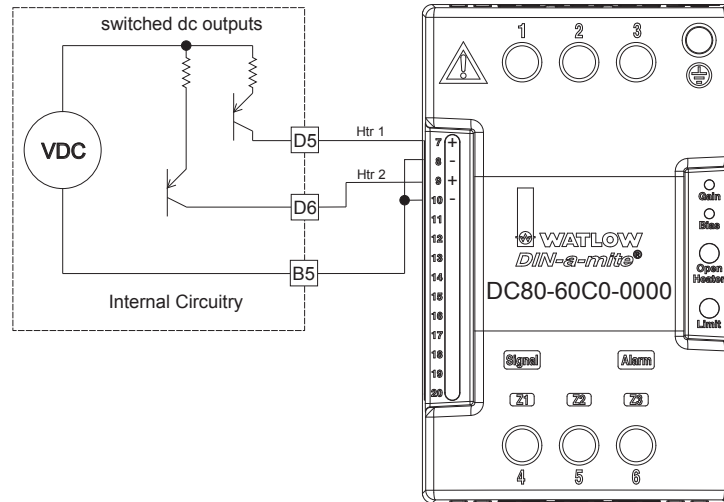 switched dc outputs
VDC
D5
D6
B5
Htr 1
Htr 2
Internal Circuitry
1 2 3
7 +
8 -
9 +
10 -
11
12
13
14
15
16
17
18
19
20
WATLOW
DIN-a-mite®
DC80-60C0-0000
Gain
Bias
Open
Heater
Limit
Signal Alarm
Z1 Z2 Z3
4 5 6